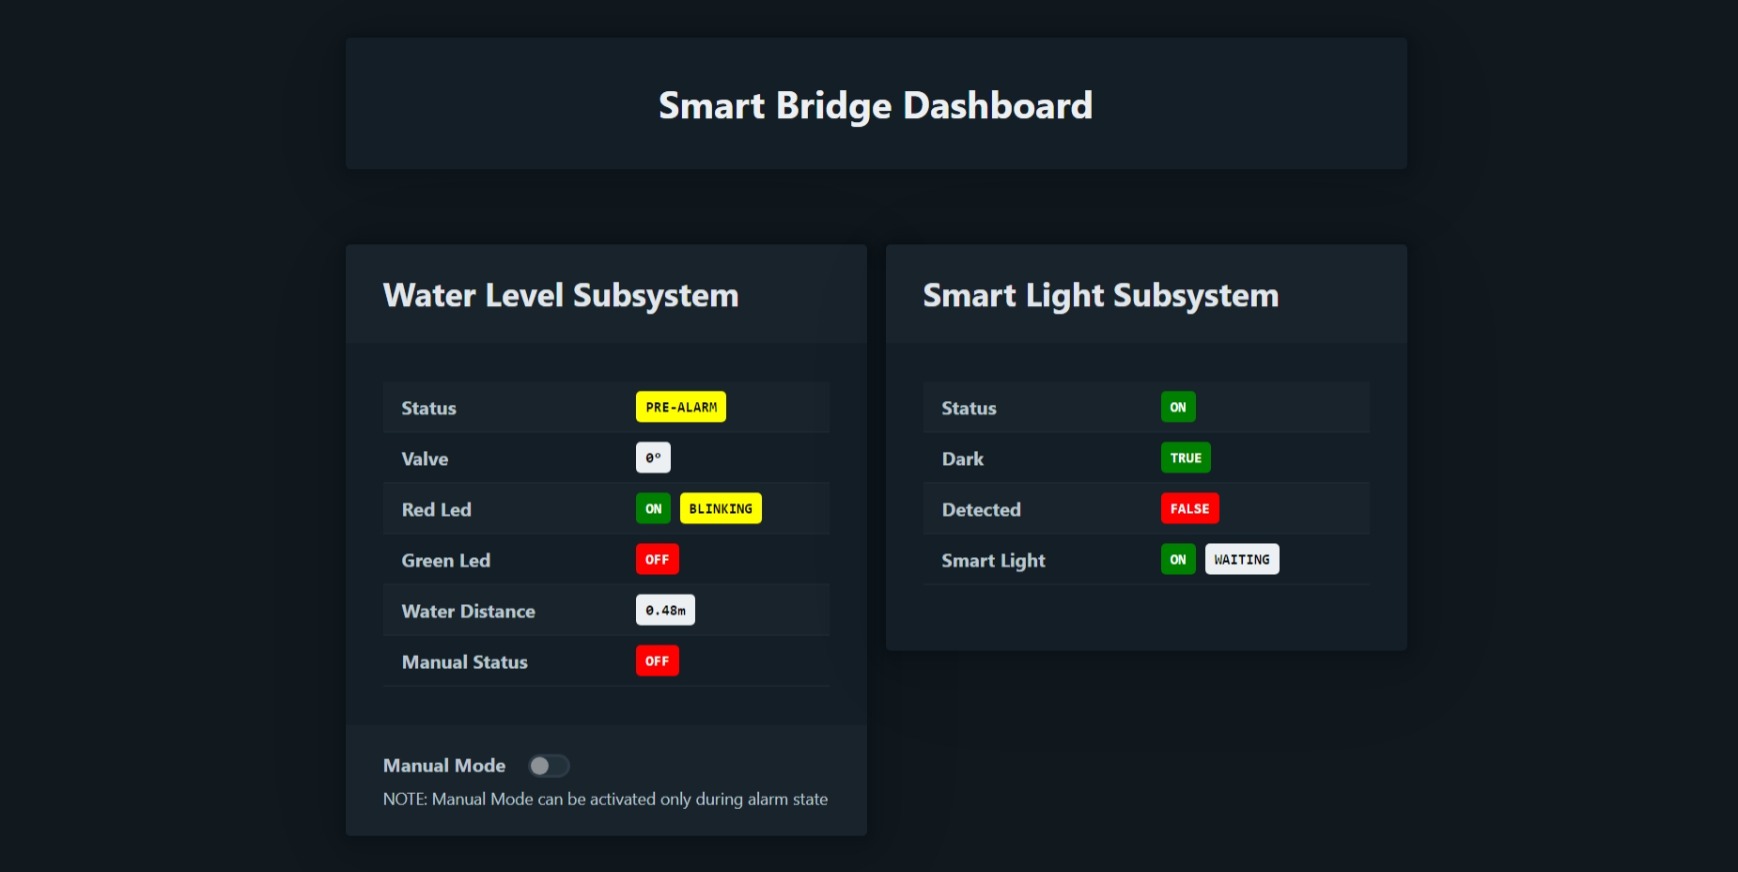 Smart Bridge Dashboard
Water Level Subsystem
Status PRE-ALARM
Valve 0°
Red Led ON BLINKING
Green Led OFF
Water Distance 0.48m
Manual Status OFF
Manual Mode
NOTE: Manual Mode can be activated only during alarm state
Smart Light Subsystem
Status ON
Dark TRUE
Detected FALSE
Smart Light ON WAITING